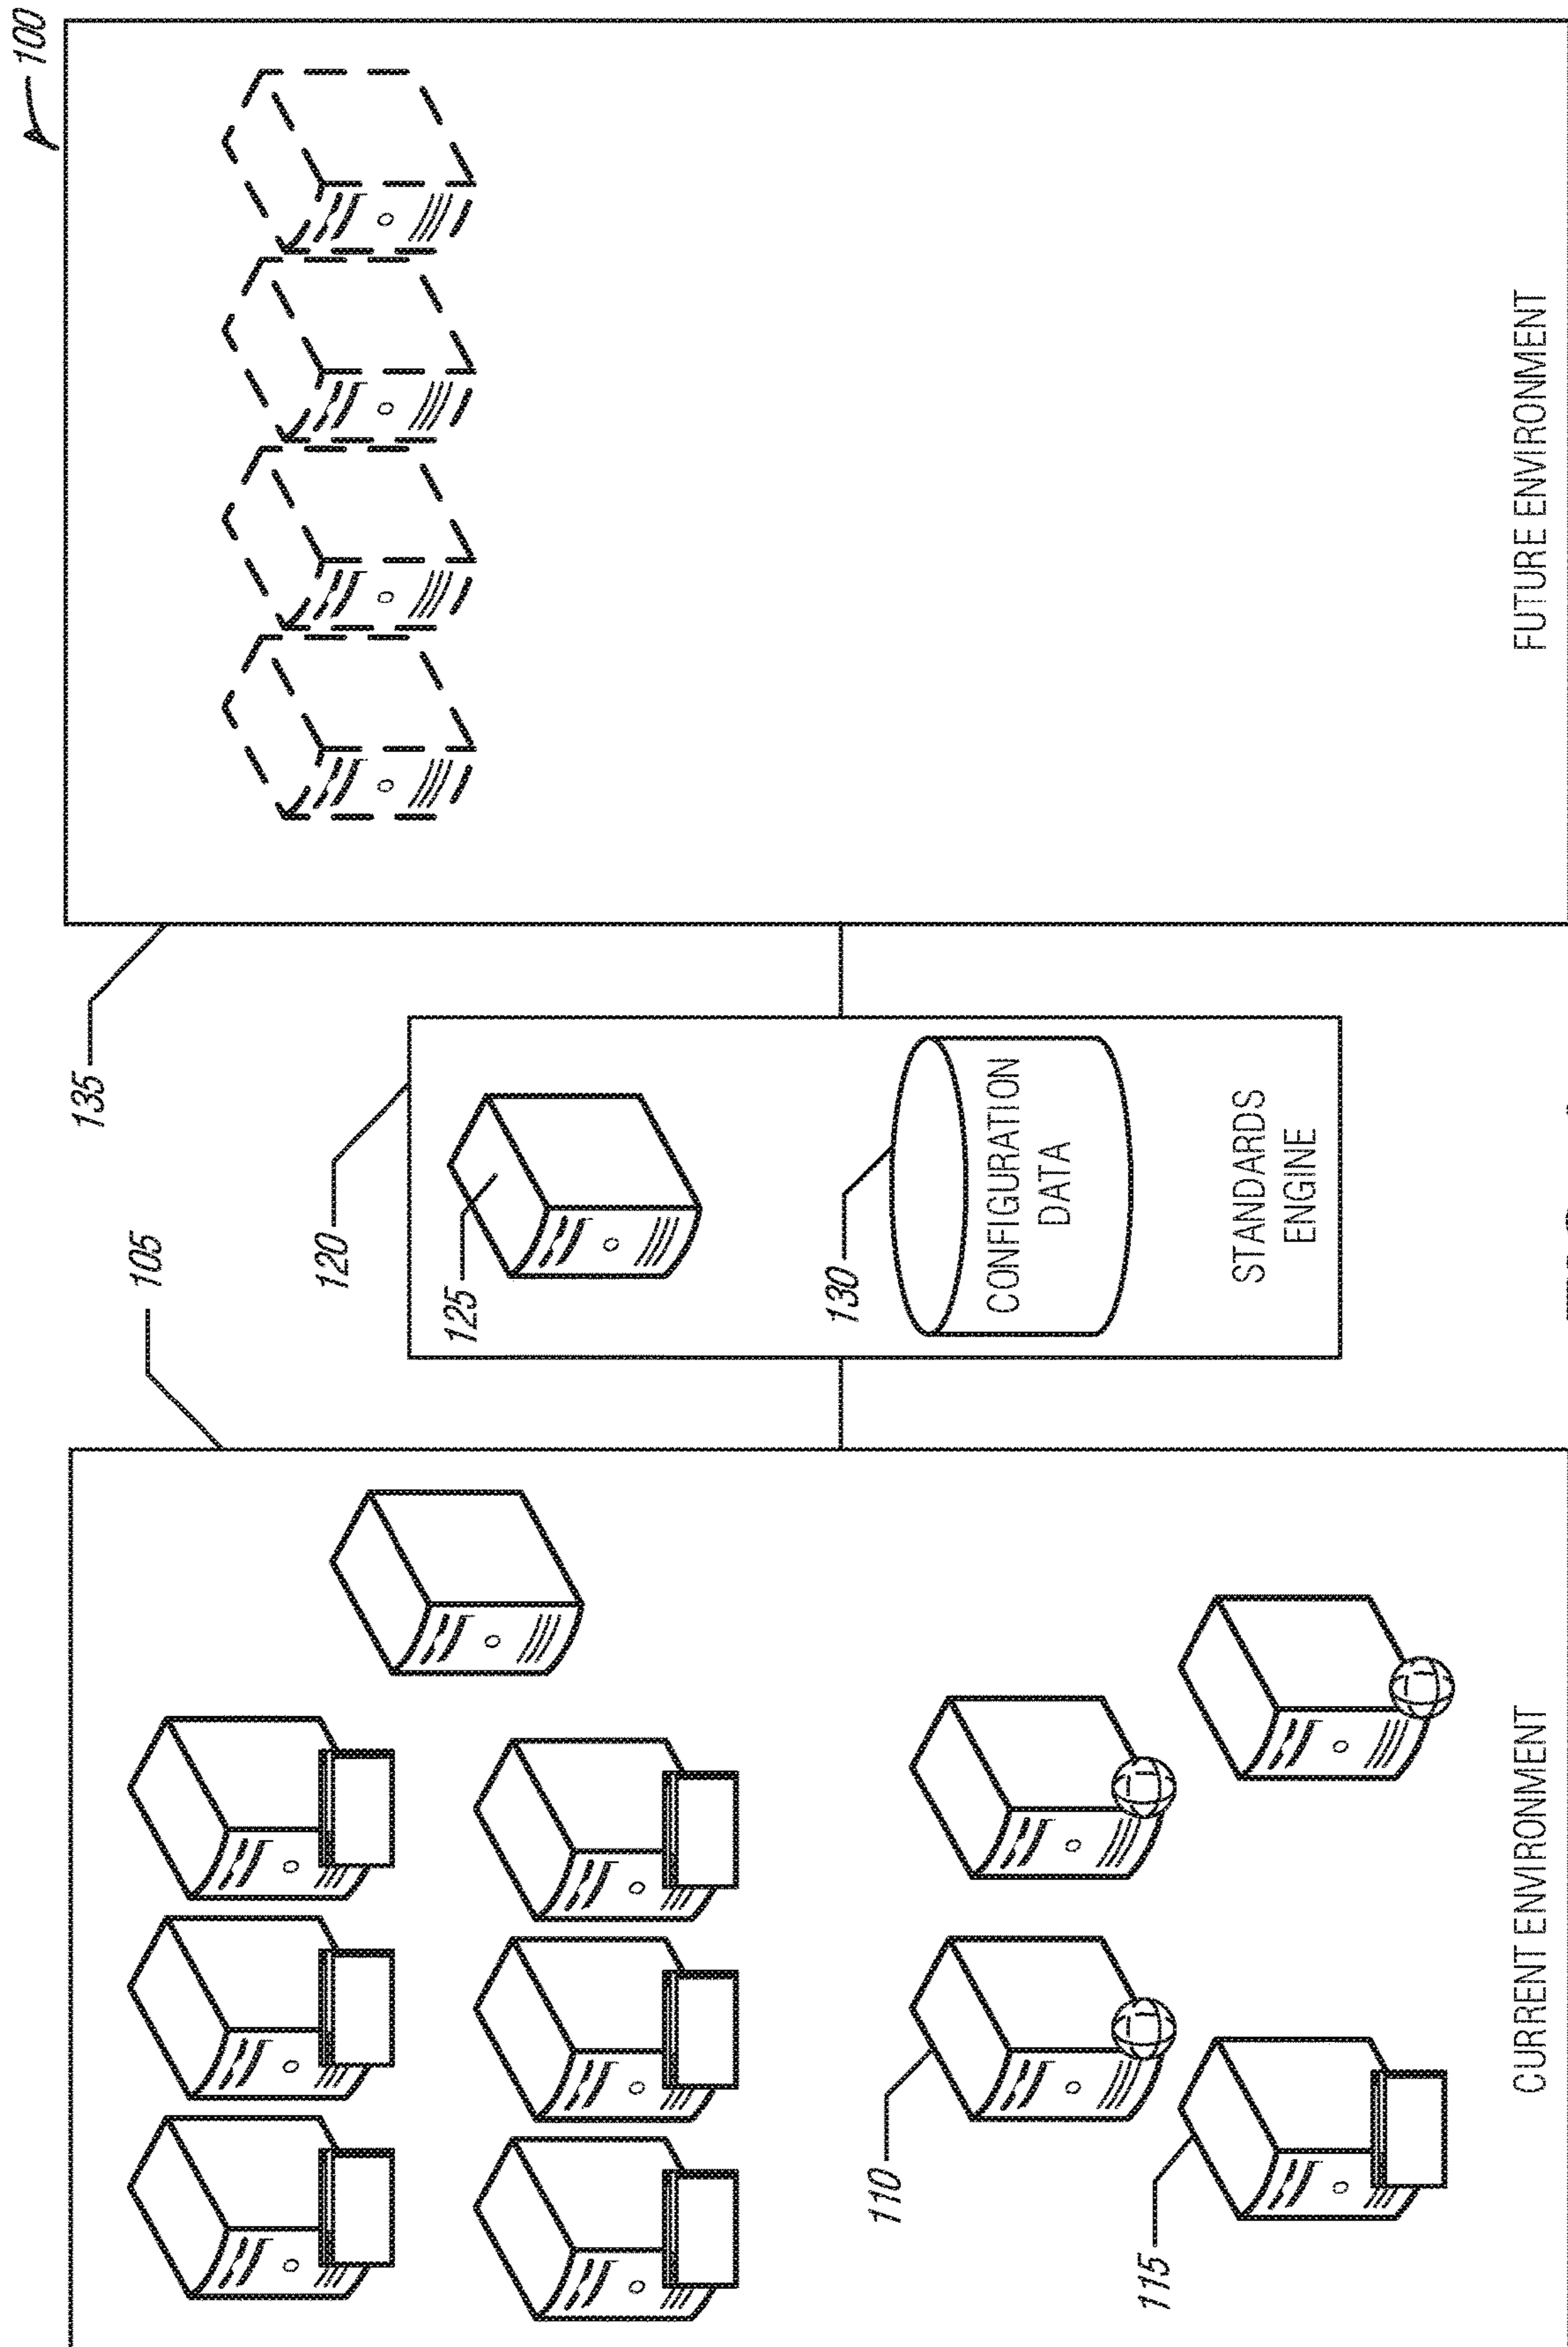 100
105
110
115
CURRENT ENVIRONMENT
120
125
130
CONFIGURATION
DATA
STANDARDS
ENGINE
135
FUTURE ENVIRONMENT